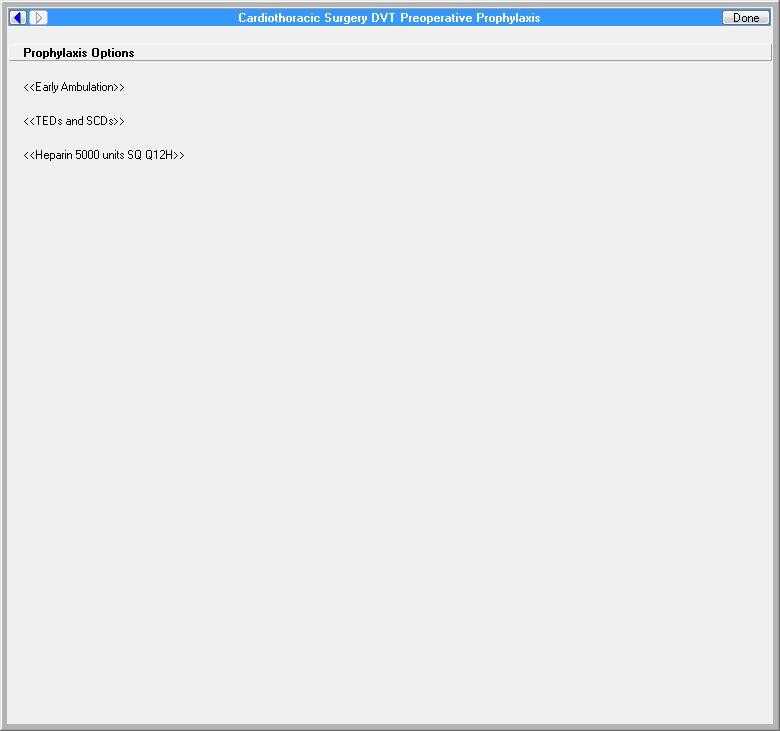 Cardiothoracic Surgery DVT Preoperative Prophylaxis
Done
Prophylaxis Options
<<Early Ambulation>>
<<TEDs and SCDs>>
<<Heparin 5000 units SQ Q12H>>